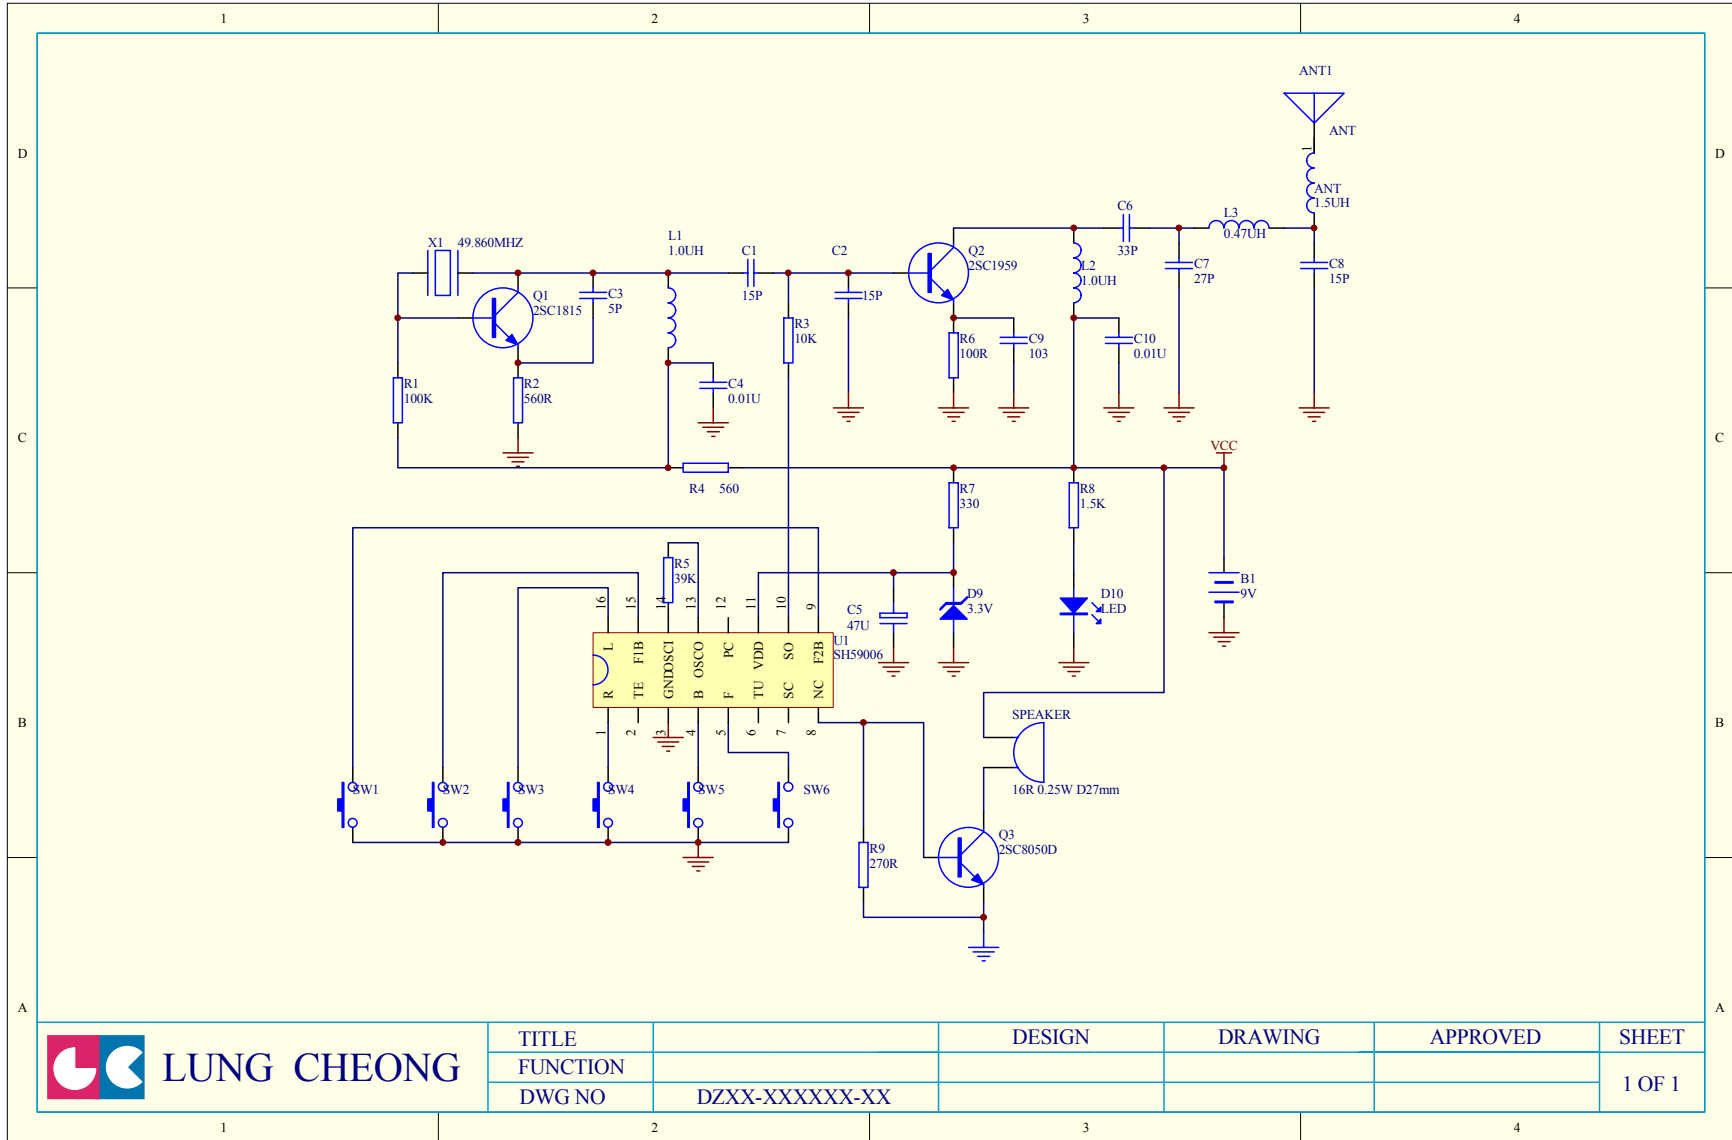 1 2 3 4
ANT1
D ANT D
1
ANT
1.5UH
C6
L3
0.47UH
X1 49.860MHZ
L1
1.0UH
C1
C2
33P
Q2
2SC1959
L2
1.0UH
C7
27P
C8
15P
Q1
2SC1815
C3
5P
15P
15P
R3
10K
R6
100R
C9
103
C10
0.01U
R1
100K
R2
560R
C4
0.01U
C C
VCC
R4 560
R7
330
R8
1.5K
R5
39K
16 15 14 13 12 11 10 9
C5
47U
D9
3.3V
D10
LED
B1
9V
U1
SH59006
L F1B OSCI OSCO PC VDD SO F2B
R TE GND B F TU SC NC
1 2 3 4 5 6 7 8
B B
SPEAKER
16R 0.25W D27mm
SW1 SW2 SW3 SW4 SW5 SW6
Q3
2SC8050D
R9
270R
A A
LUNG CHEONG
TITLE DESIGN DRAWING APPROVED SHEET
FUNCTION
1 OF 1
DWG NO DZXX-XXXXXX-XX
1 2 3 4